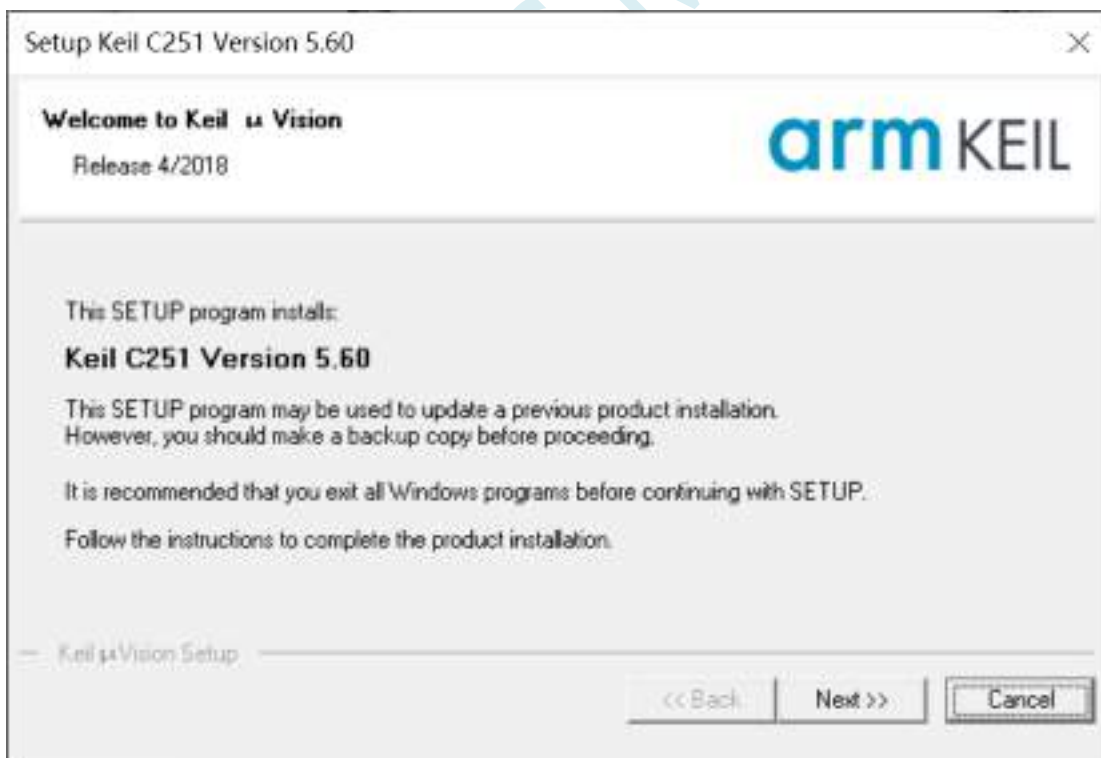 Setup Keil C251 Version 5.60
Welcome to Keil μ Vision
Release 4/2018
arm KEIL
This SETUP program installs:
Keil C251 Version 5.60
This SETUP program may be used to update a previous product installation.
However, you should make a backup copy before proceeding.
It is recommended that you exit all Windows programs before continuing with SETUP.
Follow the instructions to complete the product installation.
Keil μVision Setup
<< Back
Next >>
Cancel